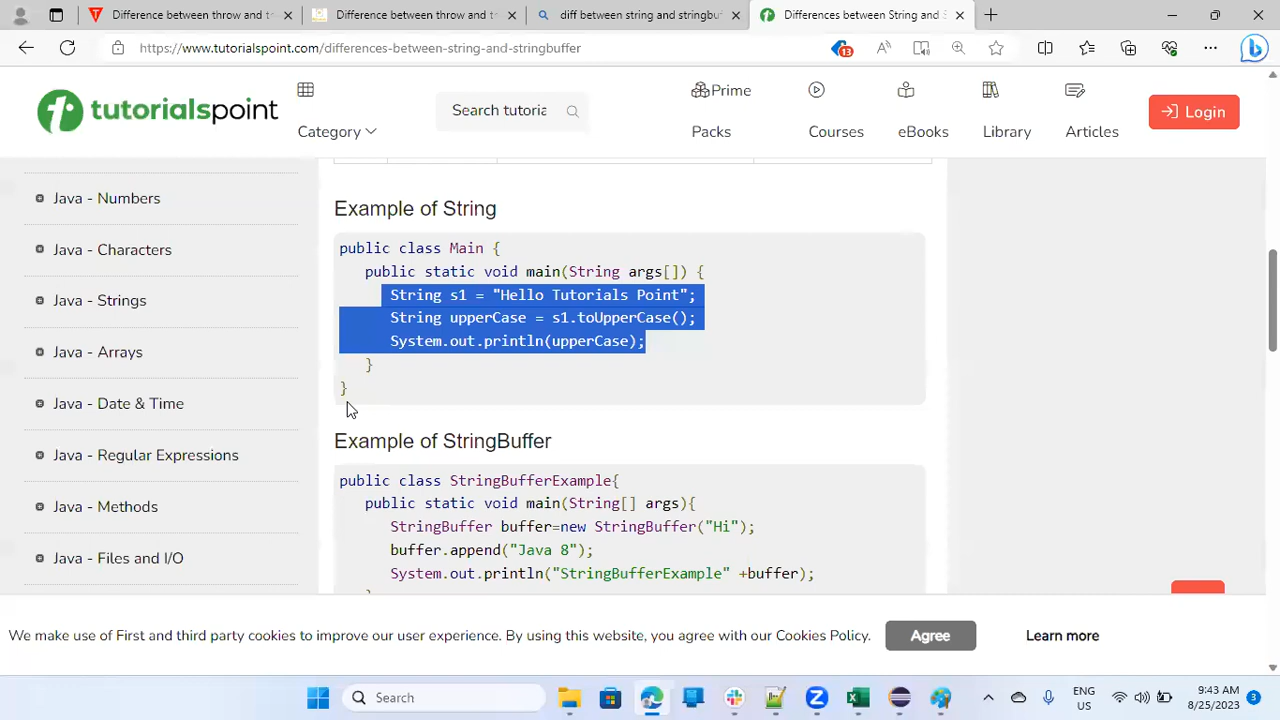 Difference between throw and t
Difference between throw and t
diff between string and stringbu
Differences between String and S
https://www.tutorialspoint.com/differences-between-string-and-stringbuffer
13
tutorialspoint
Category
Search tutoria
Prime
Packs
Courses
eBooks
Library
Articles
Login
Java - Numbers
Java - Characters
Java - Strings
Java - Arrays
Java - Date & Time
Java - Regular Expressions
Java - Methods
Java - Files and I/O
Example of String
public class Main {
public static void main(String args[]) {
String s1 = "Hello Tutorials Point";
String upperCase = s1.toUpperCase();
System.out.println(upperCase);
}
}
Example of StringBuffer
public class StringBufferExample{
public static void main(String[] args){
StringBuffer buffer=new StringBuffer("Hi");
buffer.append("Java 8");
System.out.println("StringBufferExample" +buffer);
We make use of First and third party cookies to improve our user experience. By using this website, you agree with our Cookies Policy.
Agree
Learn more
Search
ENG
US
9:43 AM
8/25/2023
3